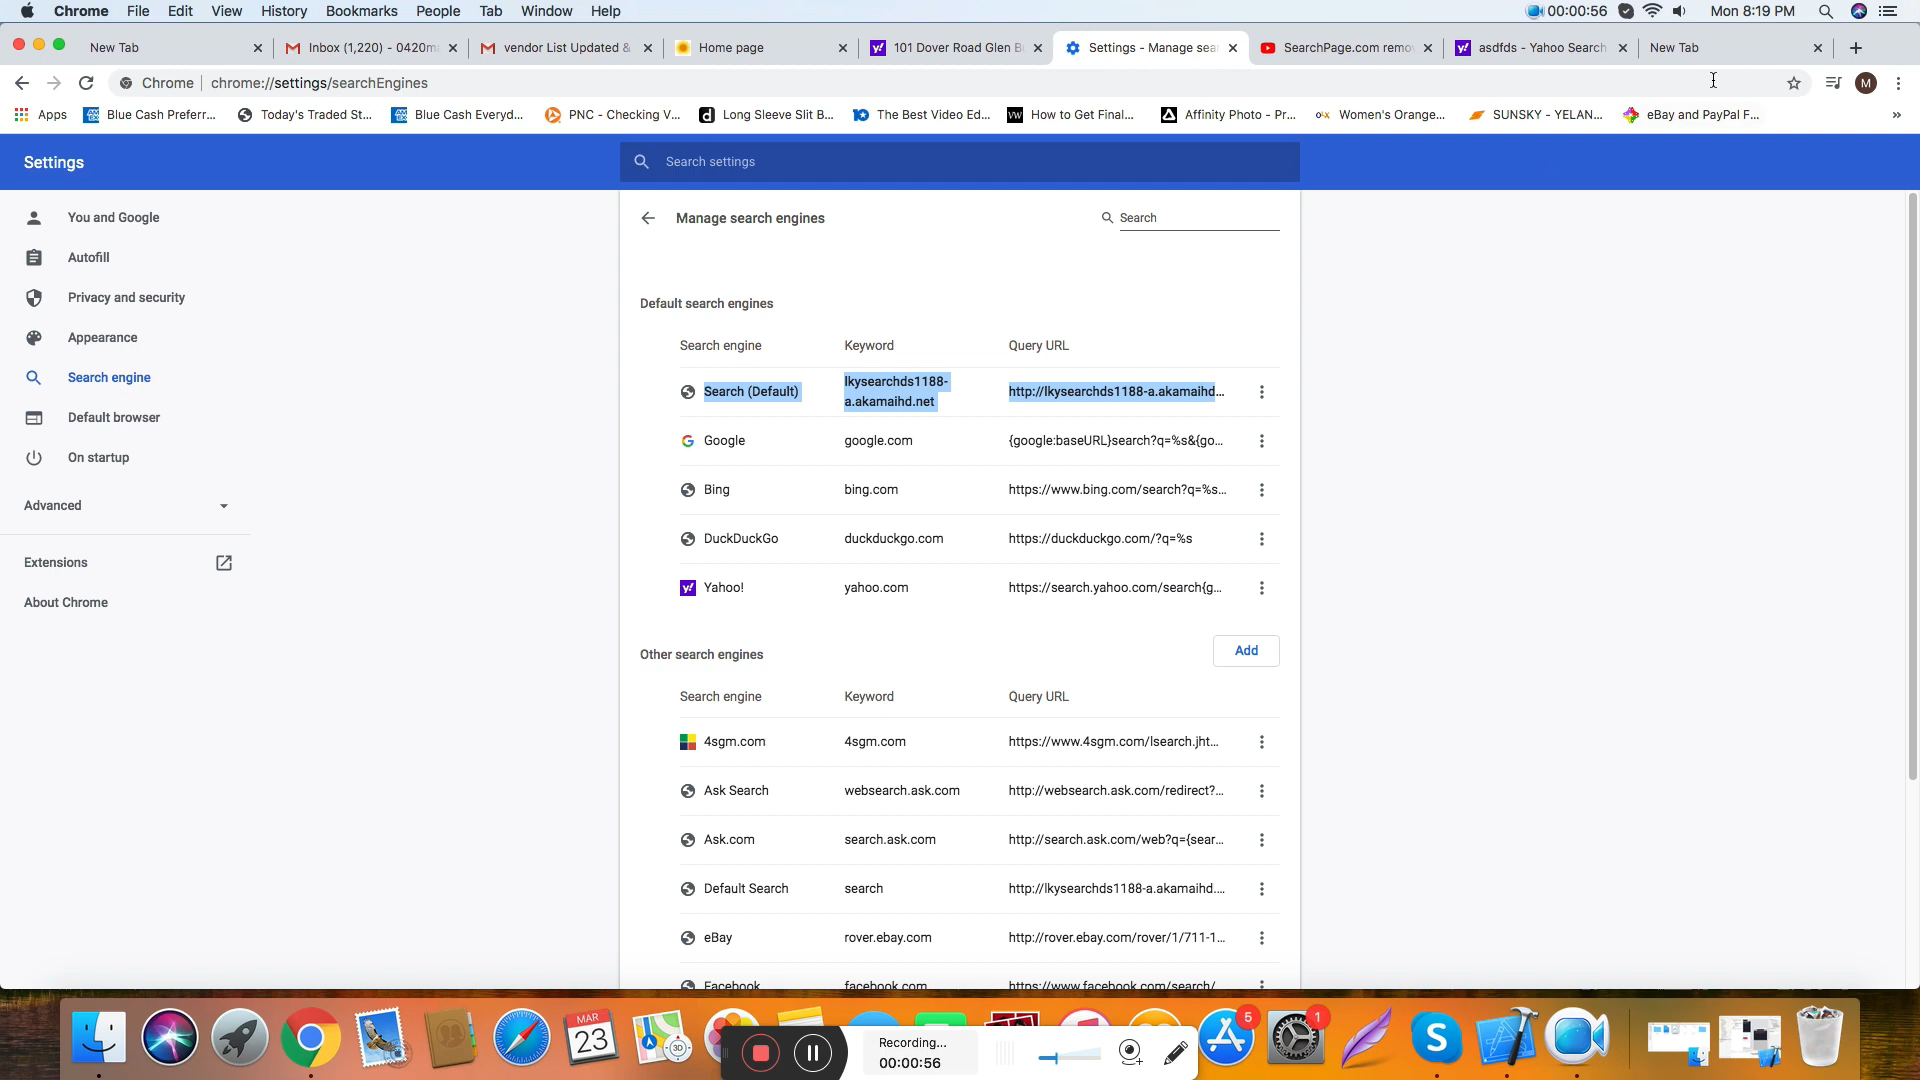 Chrome File Edit View History Bookmarks People Tab Window Help 00:00:56 Mon 8:19 PM
New Tab Inbox (1,220) - 0420m vendor List Updated & Home page 101 Dover Road Glen B Settings - Manage sea SearchPage.com remo asdfds - Yahoo Search New Tab
Chrome chrome://settings/searchEngines M
Apps Blue Cash Preferr... Today's Traded St... Blue Cash Everyd... PNC - Checking V... Long Sleeve Slit B... The Best Video Ed... How to Get Final... Affinity Photo - Pr... Women's Orange... SUNSKY - YELAN... eBay and PayPal F... »
Settings
Search settings
You and Google
Autofill
Privacy and security
Appearance
Search engine
Default browser
On startup
Advanced
Extensions
About Chrome
Manage search engines
Search
Default search engines
Search engine Keyword Query URL
Search (Default) lkysearchds1188- http://lkysearchds1188-a.akamaihd...
a.akamaihd.net
Google google.com {google:baseURL}search?q=%s&{go...
Bing bing.com https://www.bing.com/search?q=%s...
DuckDuckGo duckduckgo.com https://duckduckgo.com/?q=%s
Yahoo! yahoo.com https://search.yahoo.com/search{g...
Other search engines
Add
Search engine Keyword Query URL
4sgm.com 4sgm.com https://www.4sgm.com/lsearch.jht...
Ask Search websearch.ask.com http://websearch.ask.com/redirect?...
Ask.com search.ask.com http://search.ask.com/web?q={sear...
Default Search search http://lkysearchds1188-a.akamaihd....
eBay rover.ebay.com http://rover.ebay.com/rover/1/711-1...
Facebook facebook.com https://www.facebook.com/search/
MAR
23
3D
Recording...
00:00:56
5
1